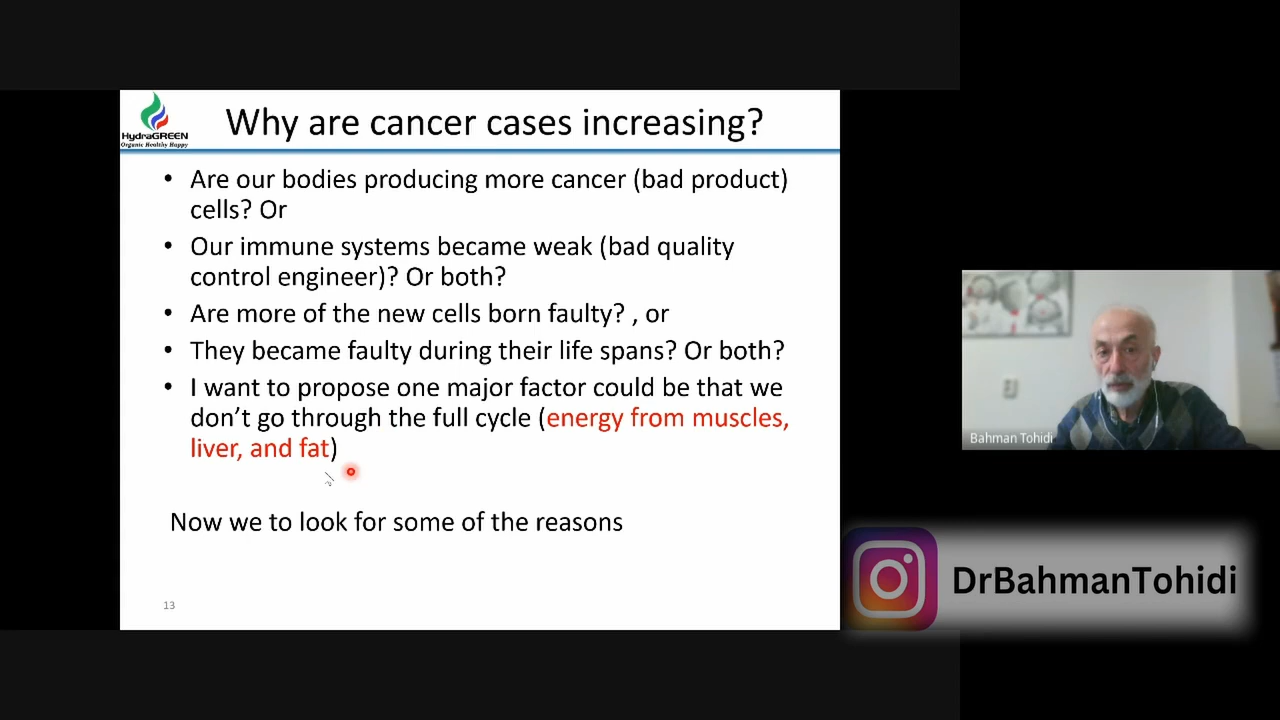 HydraGREEN
Organic Healthy Happy
Why are cancer cases increasing?
• Are our bodies producing more cancer (bad product)
cells? Or
• Our immune systems became weak (bad quality
control engineer)? Or both?
• Are more of the new cells born faulty? , or
• They became faulty during their life spans? Or both?
• I want to propose one major factor could be that we
don’t go through the full cycle (energy from muscles,
liver, and fat)
Now we to look for some of the reasons
13
Bahman Tohidi
DrBahmanTohidi